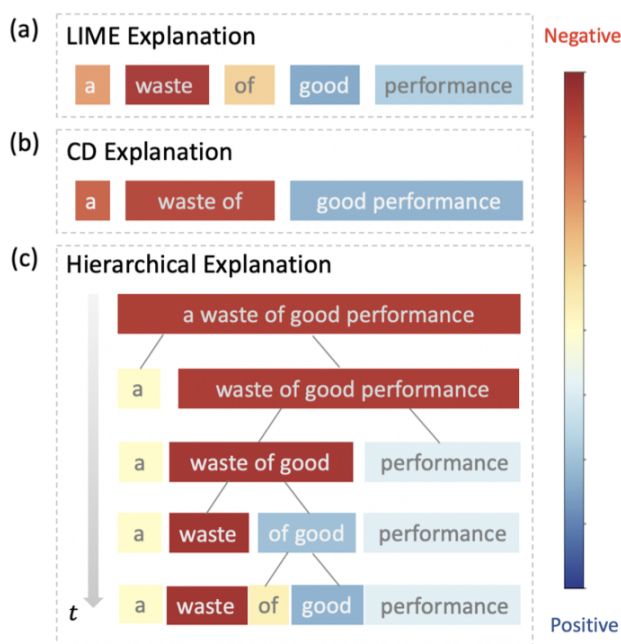 (a) LIME Explanation
a waste of good performance
(b) CD Explanation
a waste of good performance
(c) Hierarchical Explanation
a waste of good performance
a waste of good performance
a waste of good performance
a waste of good performance
a waste of good performance
t
Negative
Positive